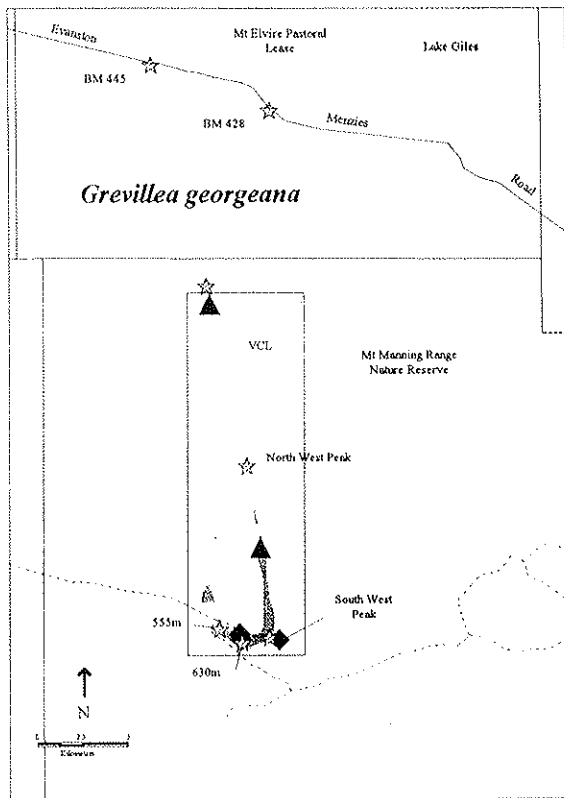 Evanston
Mt Elvire Pastoral
Lease
Lake Giles
BM 445
BM 428
Menzies
Road
Grevillea georgeana
VCL
Mt Manning Range
Nature Reserve
North West Peak
555m
South West
Peak
630m
N
Kilometres